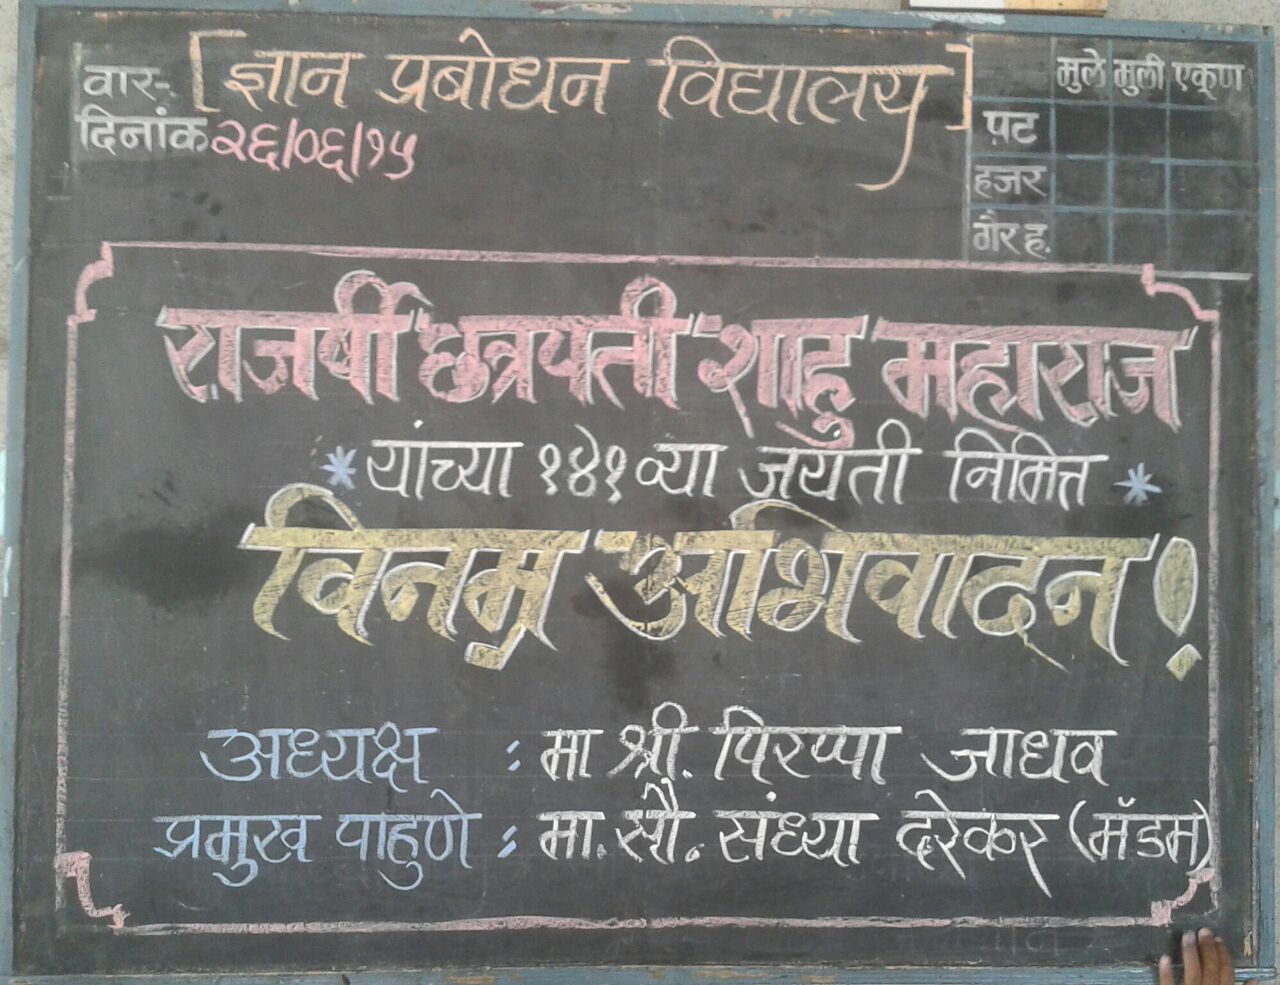 वार-
[ज्ञान प्रबोधन विद्यालय]
दिनांक २६/०६/१५
मुले मुली एकूण
पट
हजर
गैर ह.
राजर्षी छत्रपती शाहु महाराज
* यांच्या १४१ व्या जयंती निमित्त *
विनम्र अभिवादन!
अध्यक्ष : मा श्री. पिरप्पा जाधव
प्रमुख पाहुणे : मा. सौ. संध्या दरेकर (मॅडम)